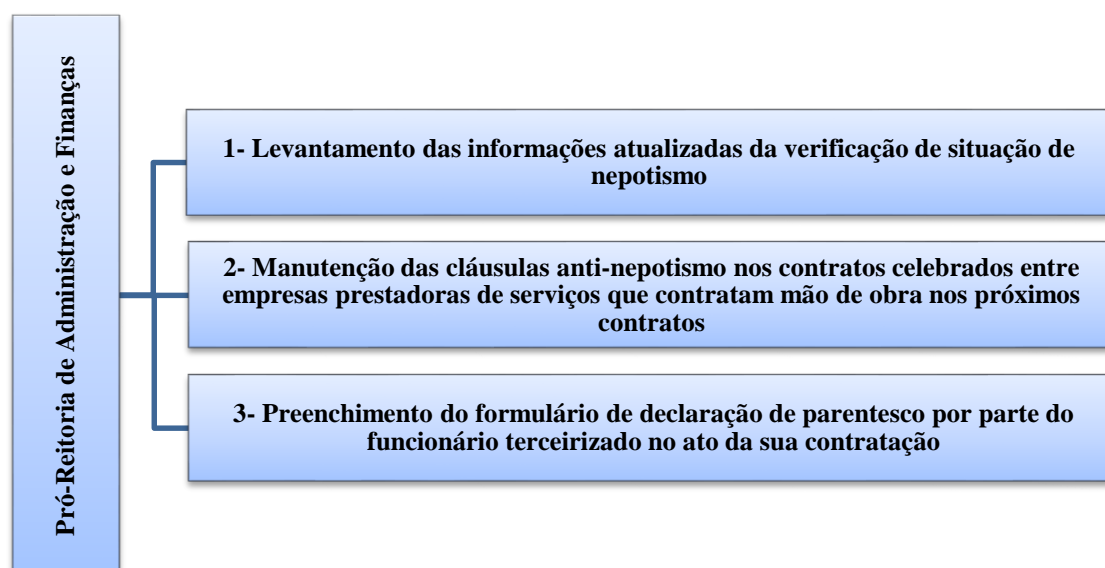 Pró-Reitoria de Administração e Finanças
1- Levantamento das informações atualizadas da verificação de situação de
nepotismo
2- Manutenção das cláusulas anti-nepotismo nos contratos celebrados entre
empresas prestadoras de serviços que contratam mão de obra nos próximos
contratos
3- Preenchimento do formulário de declaração de parentesco por parte do
funcionário terceirizado no ato da sua contratação